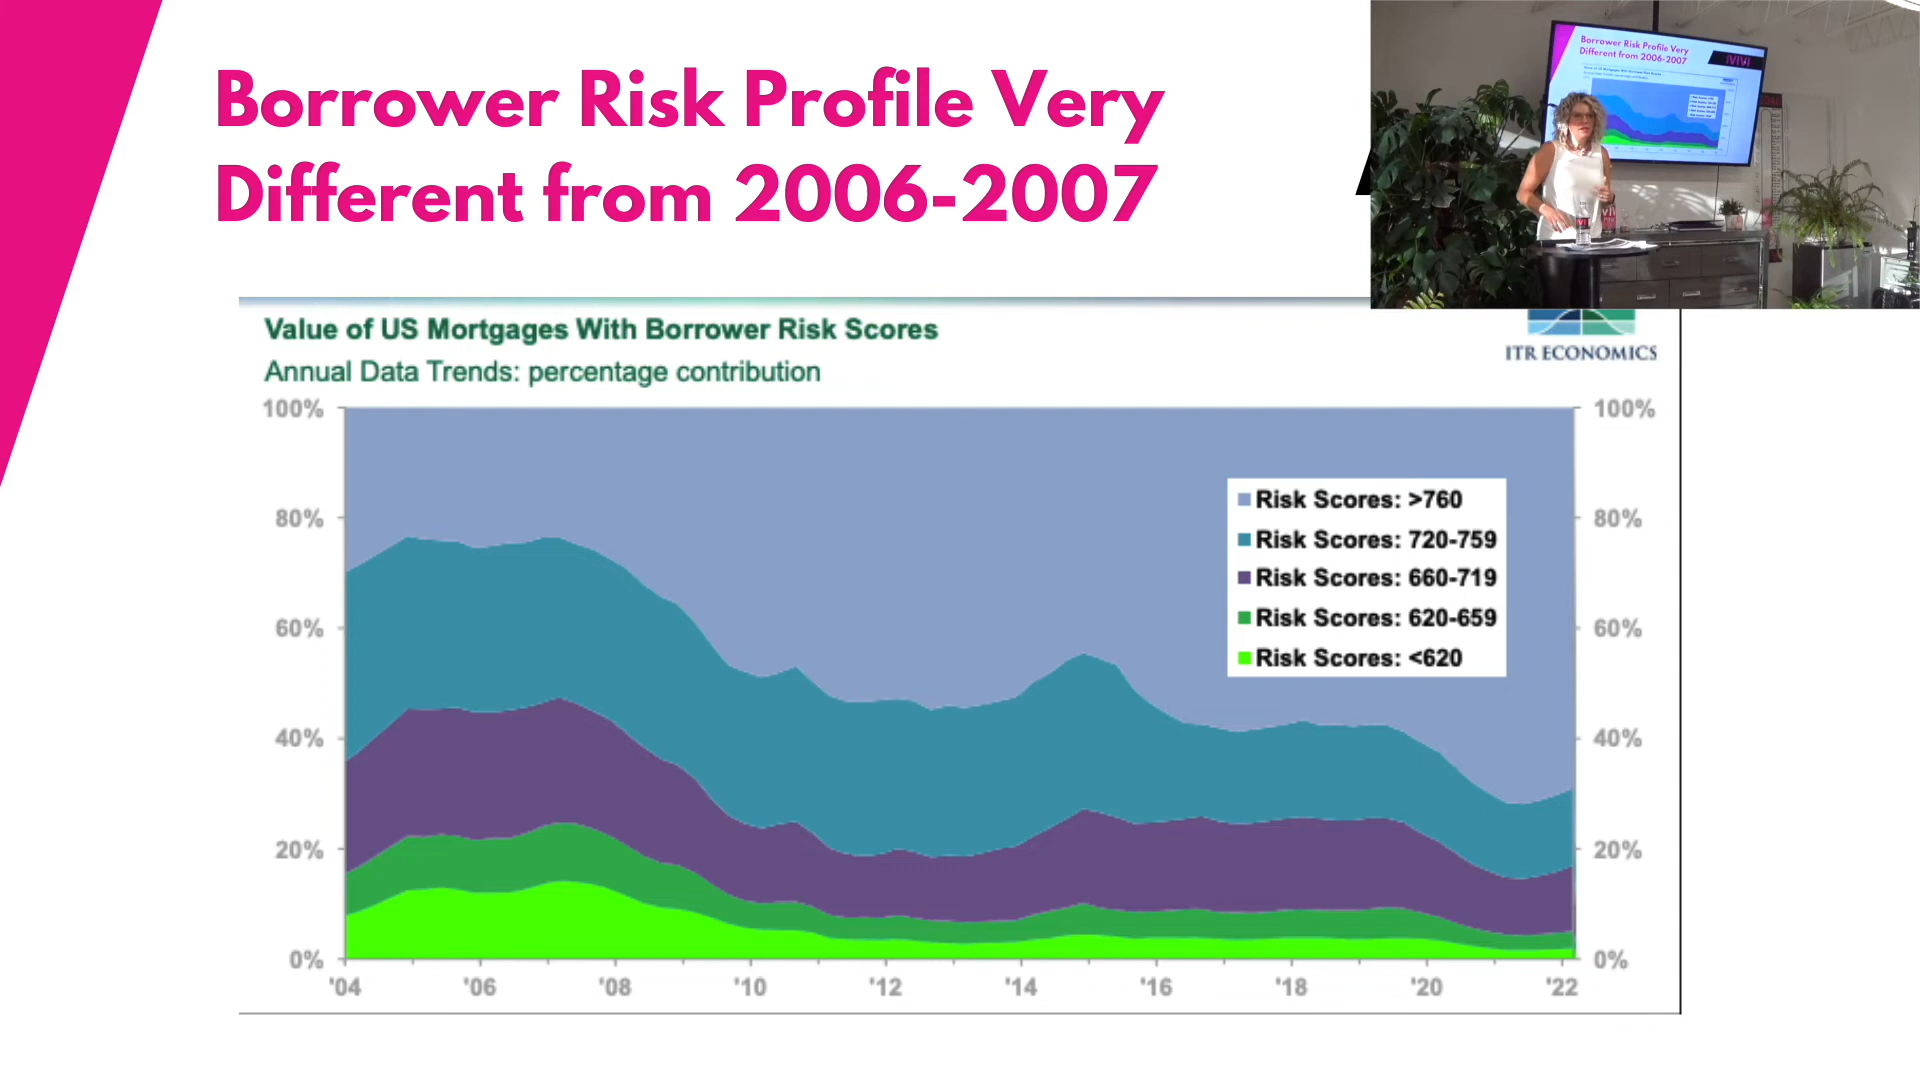 Borrower Risk Profile Very
Different from 2006-2007
Borrower Risk Profile Very
Different from 2006-2007
VIVI
Value of US Mortgages With Borrower Risk Scores
Annual Data Trends: percentage contribution
ITR ECONOMICS
100%
80%
60%
40%
20%
0%
Risk Scores: >760
Risk Scores: 720-759
Risk Scores: 660-719
Risk Scores: 620-659
Risk Scores: <620
100%
80%
60%
40%
20%
0%
'04
'06
'08
'10
'12
'14
'16
'18
'20
'22